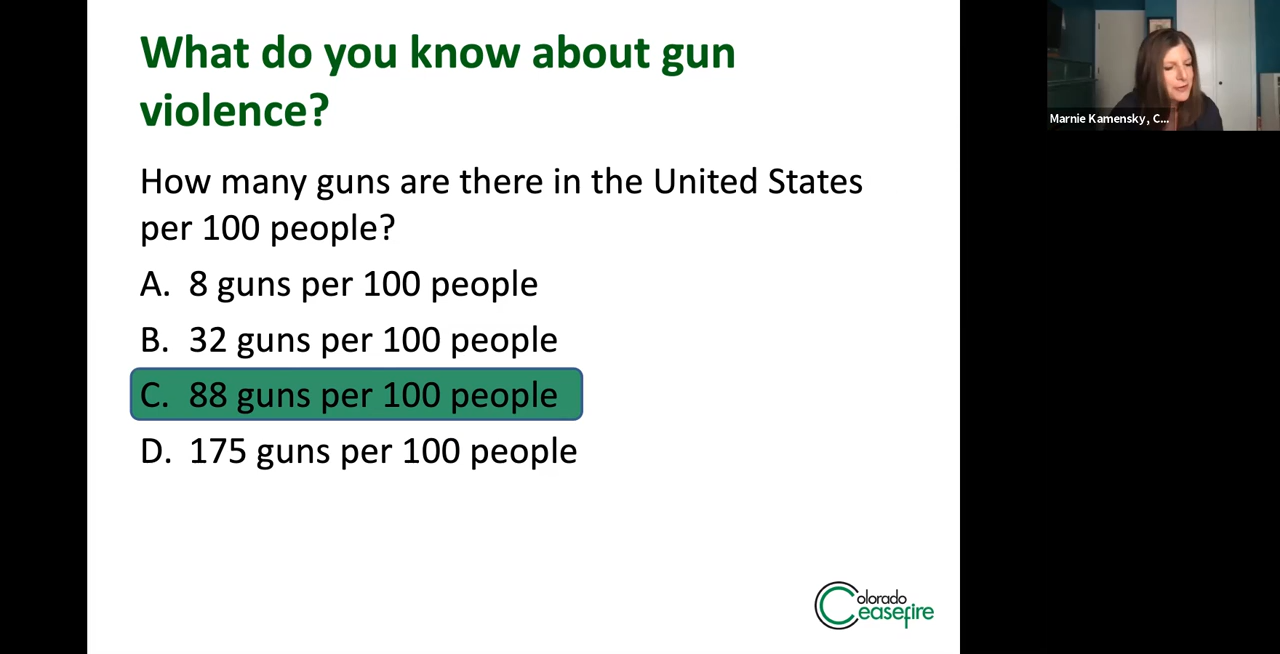 What do you know about gun
violence?
How many guns are there in the United States
per 100 people?
A. 8 guns per 100 people
B. 32 guns per 100 people
C. 88 guns per 100 people
D. 175 guns per 100 people
Colorado
Ceasefire
Marnie Kamensky, C...